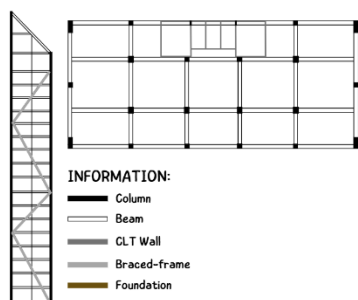 INFORMATION:
Column
Beam
CLT Wall
Braced-frame
Foundation